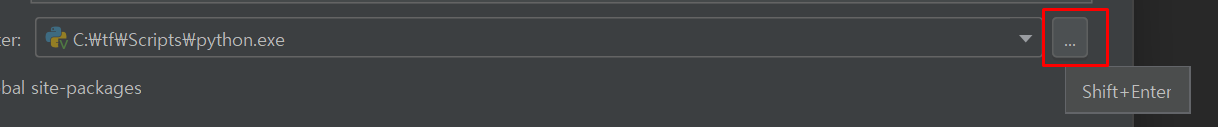 ter:
C:₩tf₩Scripts₩python.exe
...
bal site-packages
Shift+Enter